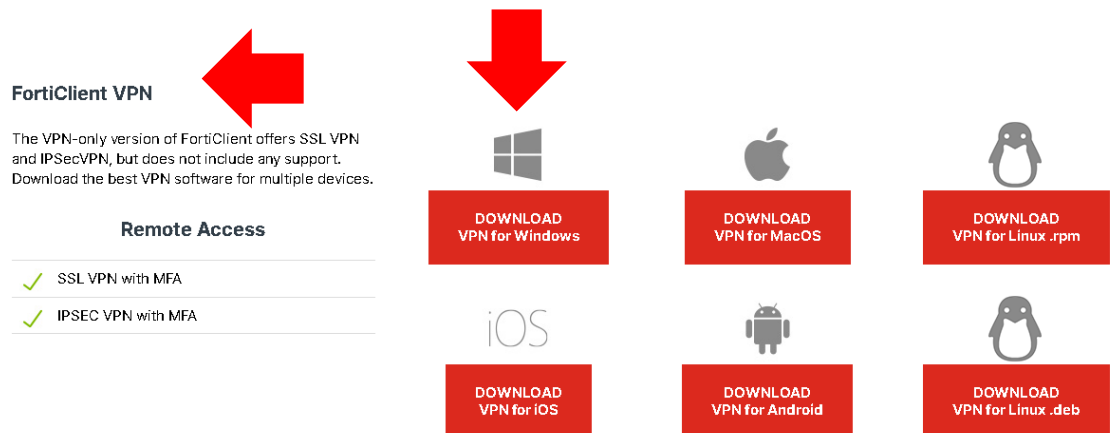 FortiClient VPN
The VPN-only version of FortiClient offers SSL VPN
and IPSecVPN, but does not include any support.
Download the best VPN software for multiple devices.
Remote Access
SSL VPN with MFA
IPSEC VPN with MFA
DOWNLOAD
VPN for Windows
DOWNLOAD
VPN for MacOS
DOWNLOAD
VPN for Linux .rpm
iOS
DOWNLOAD
VPN for iOS
DOWNLOAD
VPN for Android
DOWNLOAD
VPN for Linux .deb